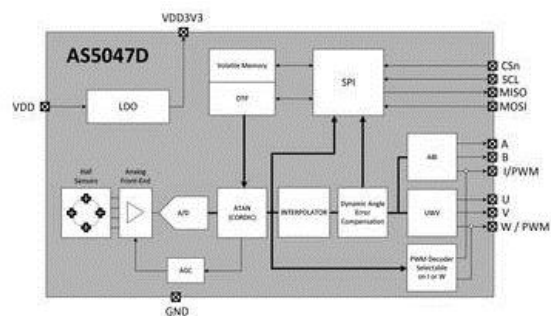 VDD3V3
AS5047D
VDD
LDO
Volatile Memory
OTP
SPI
CSn
SCL
MISO
MOSI
Hall
Sensors
Analog
Front-End
A/D
ATAN
(CORDIC)
INTERPOLATOR
Dynamic Angle
Error
Compensation
ABI
A
B
I/PWM
UVW
U
V
W / PWM
AGC
PWM Decoder
Selectable
on I or W
GND